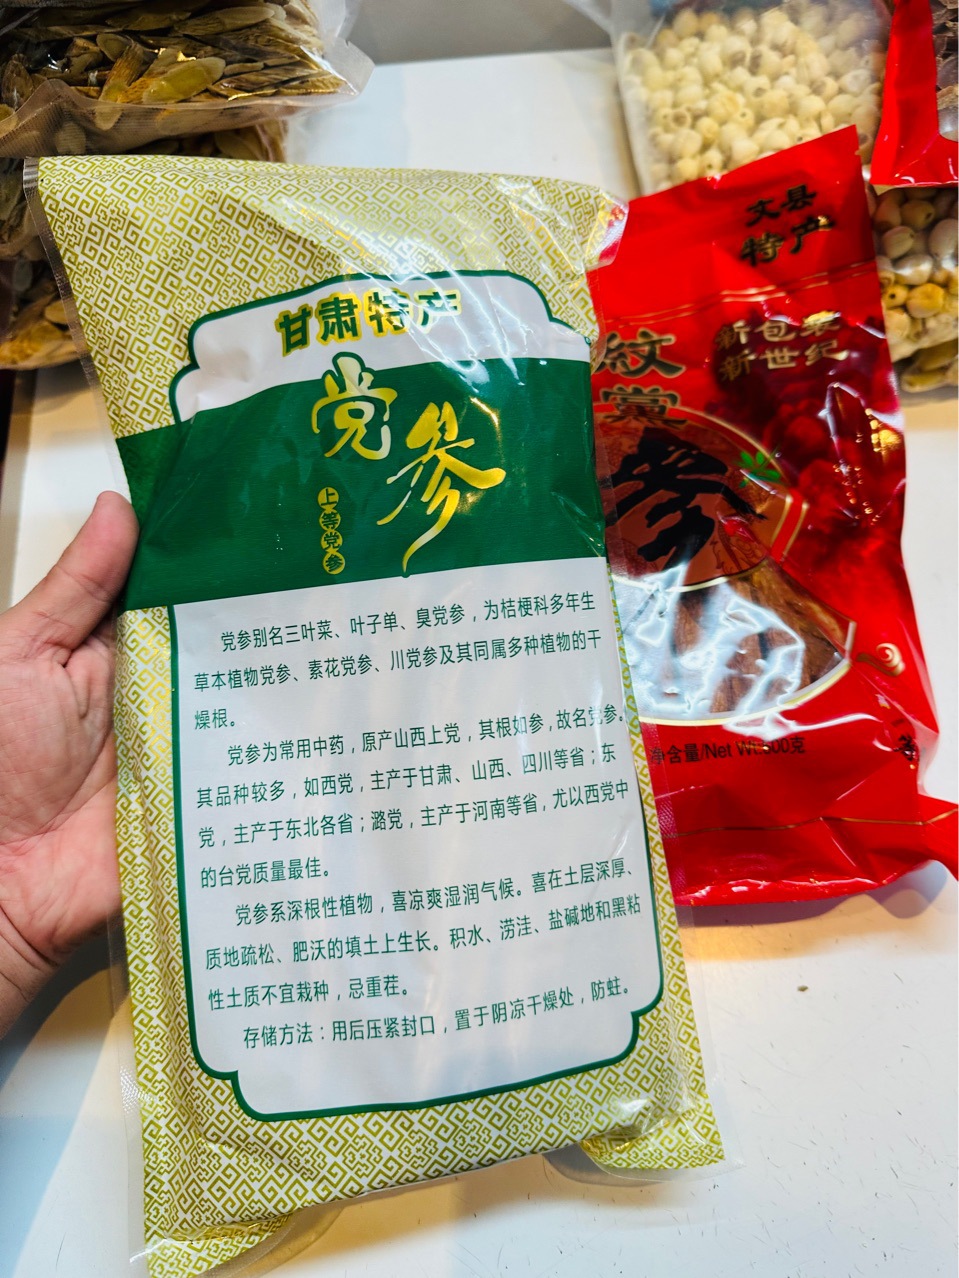 甘肃特产
党参
上等党参
党参别名三叶菜、叶子单、臭党参，为桔梗科多年生
草本植物党参、素花党参、川党参及其同属多种植物的干
燥根。
党参为常用中药，原产山西上党，其根如参，故名党参。
其品种较多，如西党，主产于甘肃、山西、四川等省；东
党，主产于东北各省；潞党，主产于河南等省，尤以西党中
的台党质量最佳。
党参系深根性植物，喜凉爽湿润气候。喜在土层深厚、
质地疏松、肥沃的填土上生长。积水、涝洼、盐碱地和黑粘
性土质不宜栽种，忌重茬。
存储方法：用后压紧封口，置于阴凉干燥处，防蛀。
文县
特产
新包装
新世纪
紋
党
参
净含量/Net Wt:500克